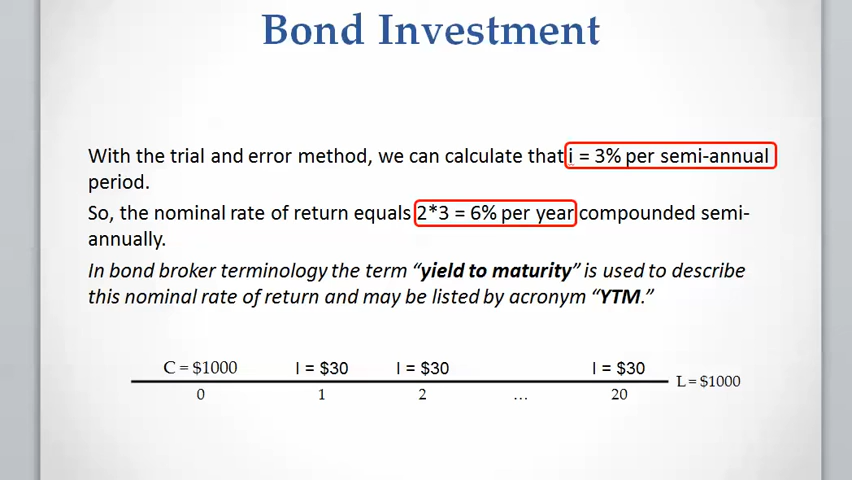 Bond Investment
With the trial and error method, we can calculate that i = 3% per semi-annual
period.
So, the nominal rate of return equals 2*3 = 6% per year compounded semi-
annually.
In bond broker terminology the term “yield to maturity” is used to describe
this nominal rate of return and may be listed by acronym “YTM.”
C = $1000 I = $30 I = $30 I = $30
L = $1000
0 1 2 ... 20